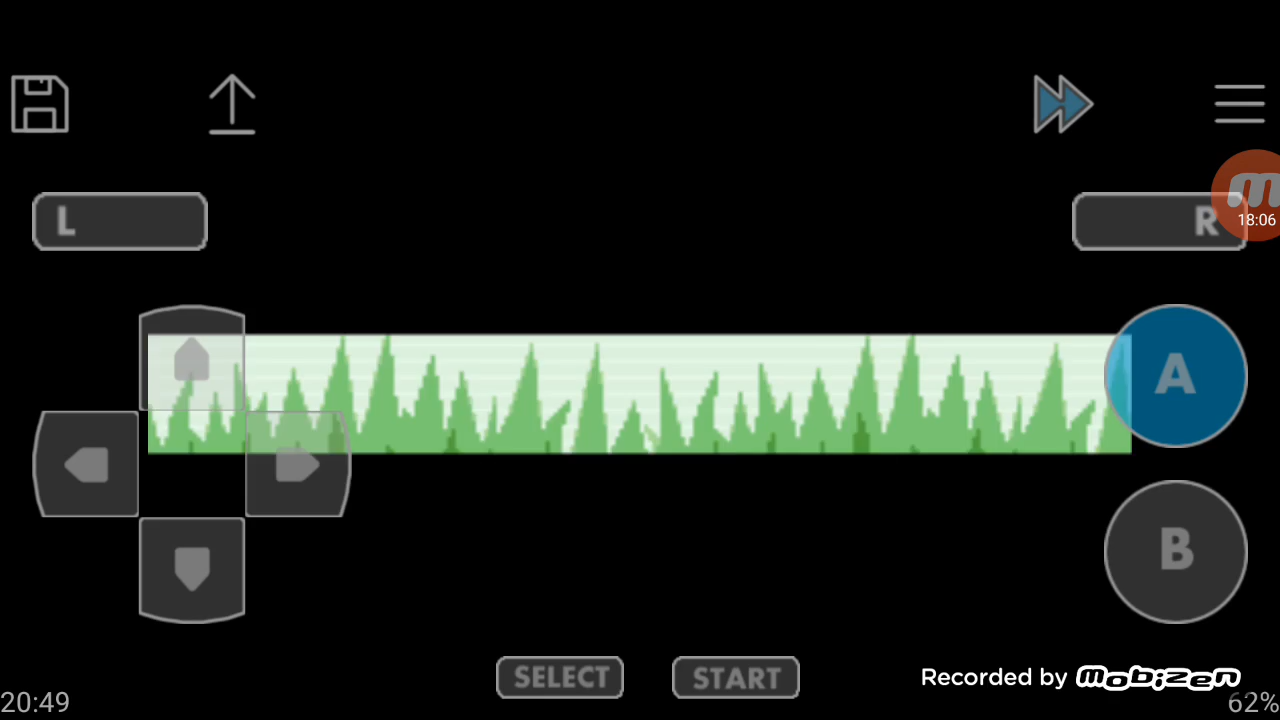 L
R
18:06
A
B
SELECT
START
Recorded by mobizen
20:49
62%